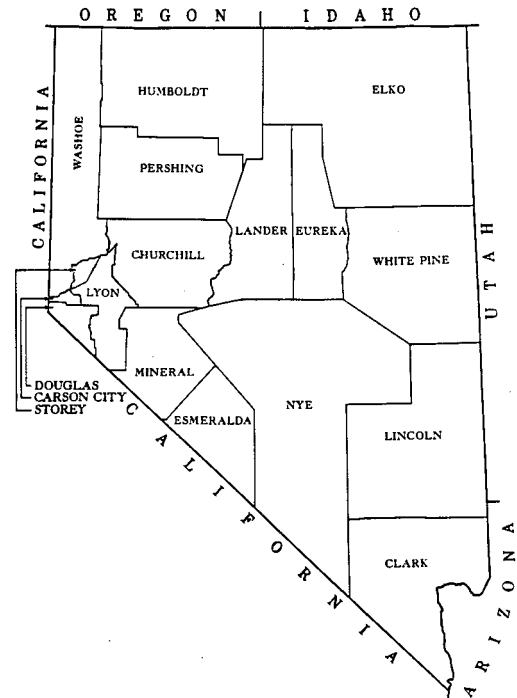 OREGON
IDAHO
CALIFORNIA
WASHOE
HUMBOLDT
ELKO
PERSHING
CHURCHILL
LANDER
EUREKA
WHITE PINE
UTAH
LYON
DOUGLAS
CARSON CITY
STOREY
MINERAL
ESMERALDA
NYE
LINCOLN
CLARK
CALIFORNIA
ARIZONA